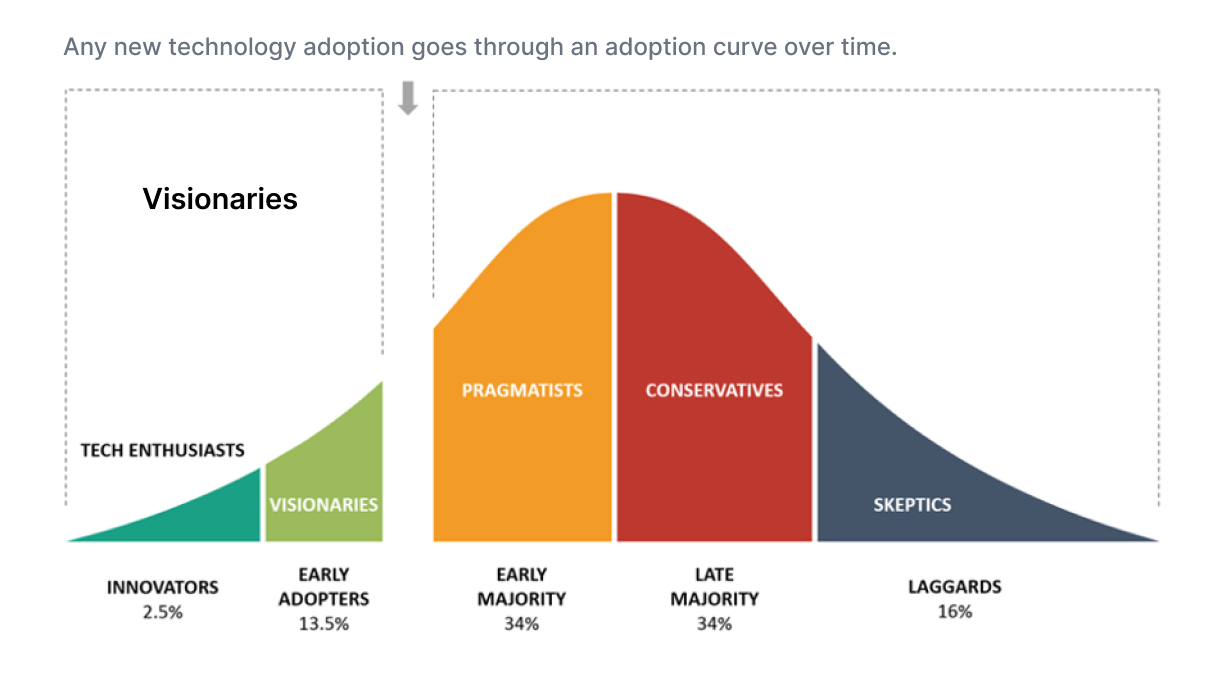 Any new technology adoption goes through an adoption curve over time.
Visionaries
TECH ENTHUSIASTS
VISIONARIES
PRAGMATISTS
CONSERVATIVES
SKEPTICS
INNOVATORS
2.5%
EARLY
ADOPTERS
13.5%
EARLY
MAJORITY
34%
LATE
MAJORITY
34%
LAGGARDS
16%